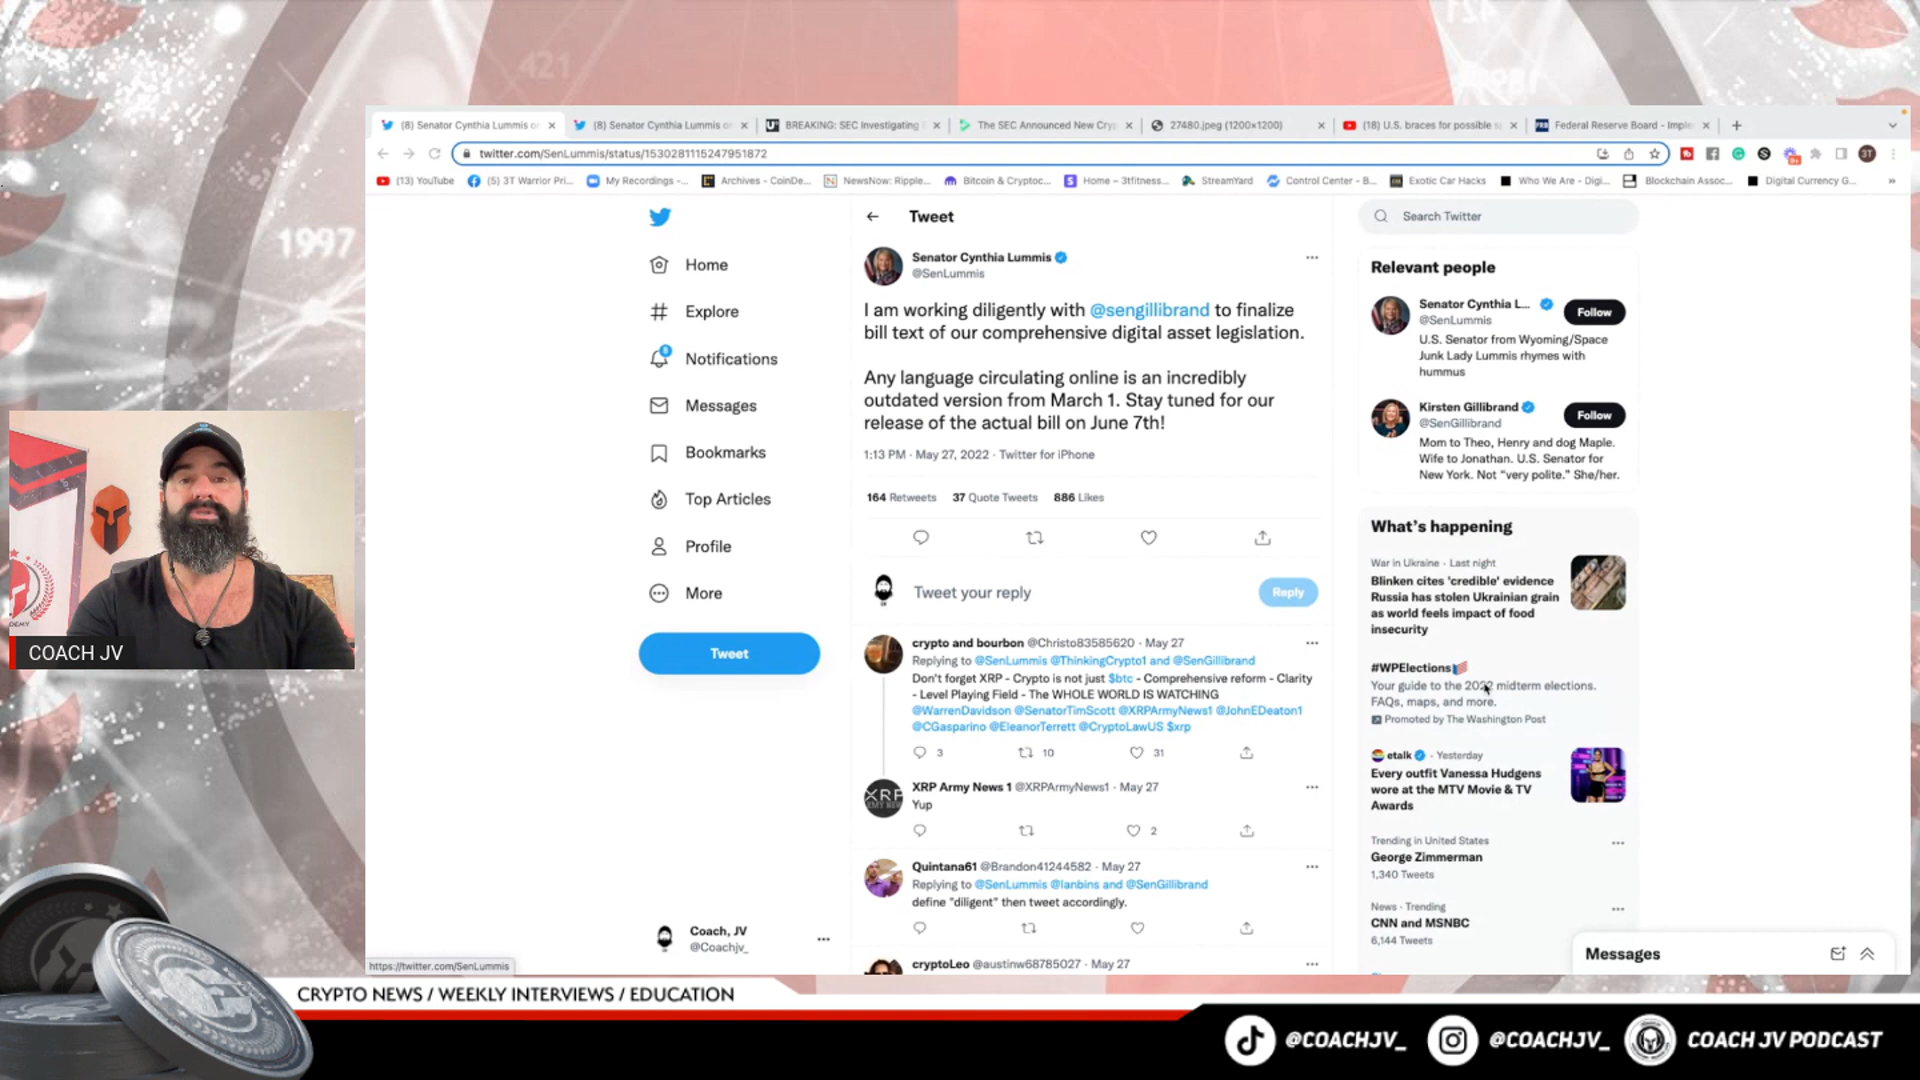 421
1997
(8) Senator Cynthia Lummis on
(8) Senator Cynthia Lummis on
BREAKING: SEC Investigating
The SEC Announced New Cryp
27480.jpeg (1200×1200)
(18) U.S. braces for possible s
Federal Reserve Board - Imple
twitter.com/SenLummis/status/1530281115247951872
(13) YouTube
(5) 3T Warrior Pri...
My Recordings -...
Archives - CoinDe...
NewsNow: Ripple...
Bitcoin & Cryptoc...
Home – 3tfitness...
StreamYard
Control Center - B...
Exotic Car Hacks
Who We Are - Digi...
Blockchain Assoc...
Digital Currency G...
Home
Explore
8
Notifications
Messages
Bookmarks
Top Articles
Profile
More
Tweet
Coach, JV
@Coachjv_
https://twitter.com/SenLummis
Tweet
Senator Cynthia Lummis
@SenLummis
I am working diligently with @sengillibrand to finalize
bill text of our comprehensive digital asset legislation.
Any language circulating online is an incredibly
outdated version from March 1. Stay tuned for our
release of the actual bill on June 7th!
1:13 PM · May 27, 2022 · Twitter for iPhone
164 Retweets 37 Quote Tweets 886 Likes
Tweet your reply
Reply
crypto and bourbon @Christo83585620 · May 27
Replying to @SenLummis @ThinkingCrypto1 and @SenGillibrand
Don't forget XRP - Crypto is not just $btc - Comprehensive reform - Clarity
- Level Playing Field - The WHOLE WORLD IS WATCHING
@WarrenDavidson @SenatorTimScott @XRPArmyNews1 @JohnEDeaton1
@CGasparino @EleanorTerrett @CryptoLawUS $xrp
3 10 31
XRP Army News 1 @XRPArmyNews1 · May 27
Yup
2
Quintana61 @Brandon41244582 · May 27
Replying to @SenLummis @Ianbins and @SenGillibrand
define "diligent" then tweet accordingly.
cryptoLeo @austinw68785027 · May 27
Search Twitter
Relevant people
Senator Cynthia L...
@SenLummis
Follow
U.S. Senator from Wyoming/Space
Junk Lady Lummis rhymes with
hummus
Kirsten Gillibrand
@SenGillibrand
Follow
Mom to Theo, Henry and dog Maple.
Wife to Jonathan. U.S. Senator for
New York. Not “very polite.” She/her.
What's happening
War in Ukraine · Last night
Blinken cites 'credible' evidence
Russia has stolen Ukrainian grain
as world feels impact of food
insecurity
#WPElections
Your guide to the 2022 midterm elections.
FAQs, maps, and more.
Promoted by The Washington Post
etalk · Yesterday
Every outfit Vanessa Hudgens
wore at the MTV Movie & TV
Awards
Trending in United States
George Zimmerman
1,340 Tweets
News · Trending
CNN and MSNBC
6,144 Tweets
Messages
COACH JV
CRYPTO NEWS / WEEKLY INTERVIEWS / EDUCATION
@COACHJV_
@COACHJV_
COACH JV PODCAST